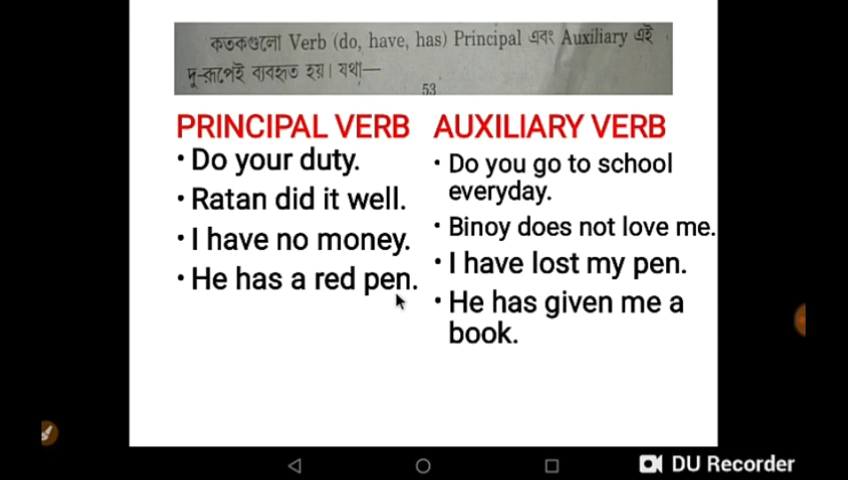 কতকগুলো Verb (do, have, has) Principal এবং Auxiliary এই
দু-রূপেই ব্যবহৃত হয়। যথা—
53
PRINCIPAL VERB
• Do your duty.
• Ratan did it well.
• I have no money.
• He has a red pen.
AUXILIARY VERB
• Do you go to school
everyday.
• Binoy does not love me.
• I have lost my pen.
• He has given me a
book.
DU Recorder